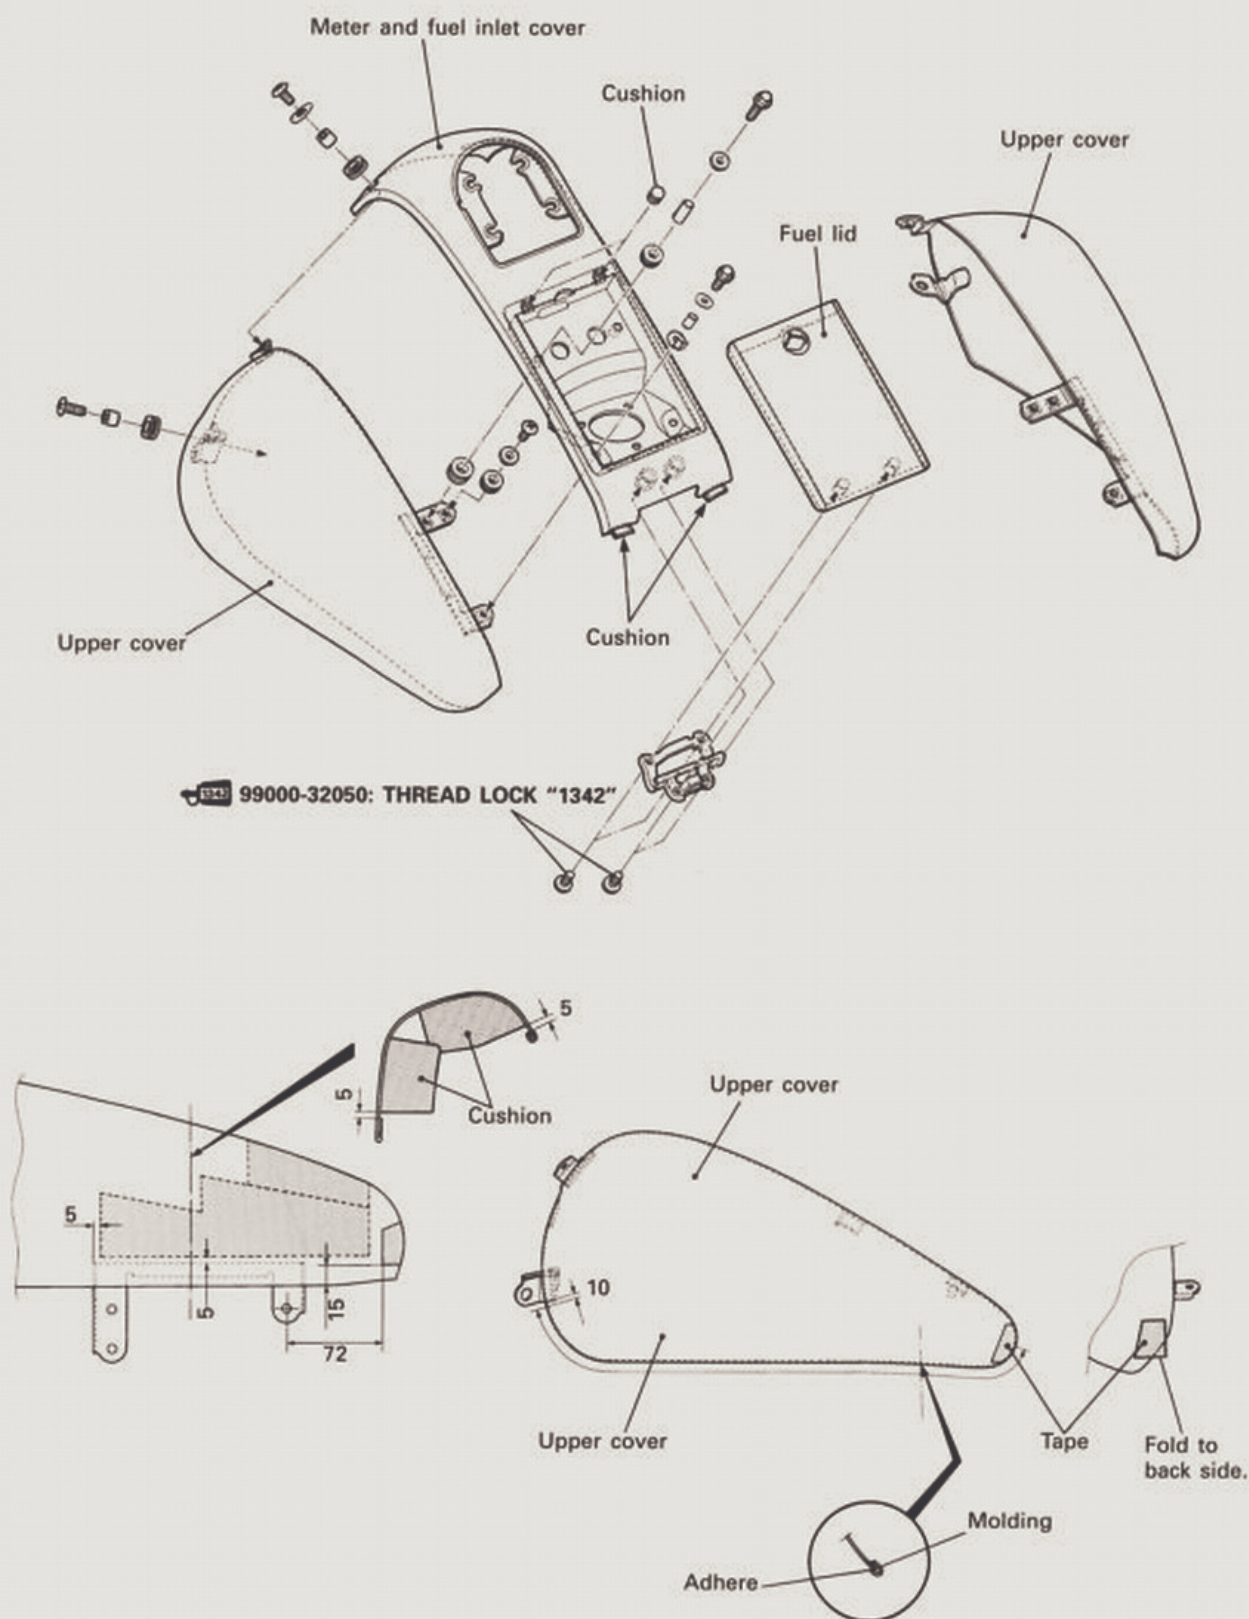 Meter and fuel inlet cover
Cushion
Upper cover
Fuel lid
Upper cover
Cushion
1342
99000-32050: THREAD LOCK “1342”
5
5
Cushion
5
5
15
72
Upper cover
10
Upper cover
Tape
Fold to
back side.
Molding
Adhere